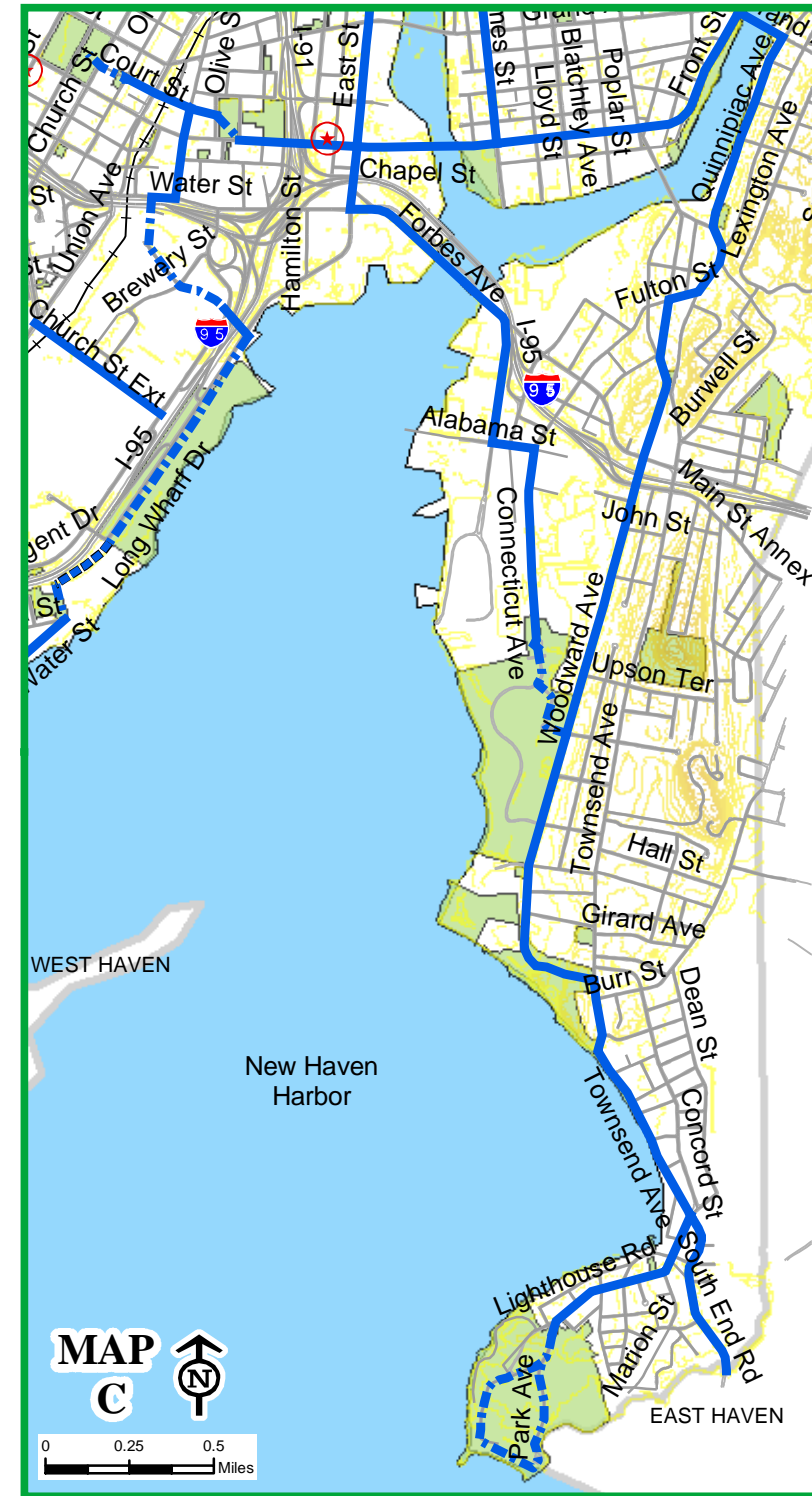 Court St
Olive S
I-91
East St
Front St
Blatchley Ave
Lloyd St
Poplar St
Church St
Quinnipiac Ave
Lexington Ave
Chapel St
Water St
St
Union Ave
Hamilton St
Forbes Ave
Brewery St
Fulton St
Church St Ext
95
I-95
95
Burwell St
Alabama St
I-95
Long Wharf Dr
gent Dr
Connecticut Ave
John St
Main St Annex
St
Water St
Woodward Ave
Upson Ter
Townsend Ave
Hall St
Girard Ave
WEST HAVEN
Burr St
Dean St
New Haven
Harbor
Concord St
Townsend Ave
Lighthouse Rd
South End Rd
Marion St
Park Ave
EAST HAVEN
MAP
C
N
0 0.25 0.5
Miles